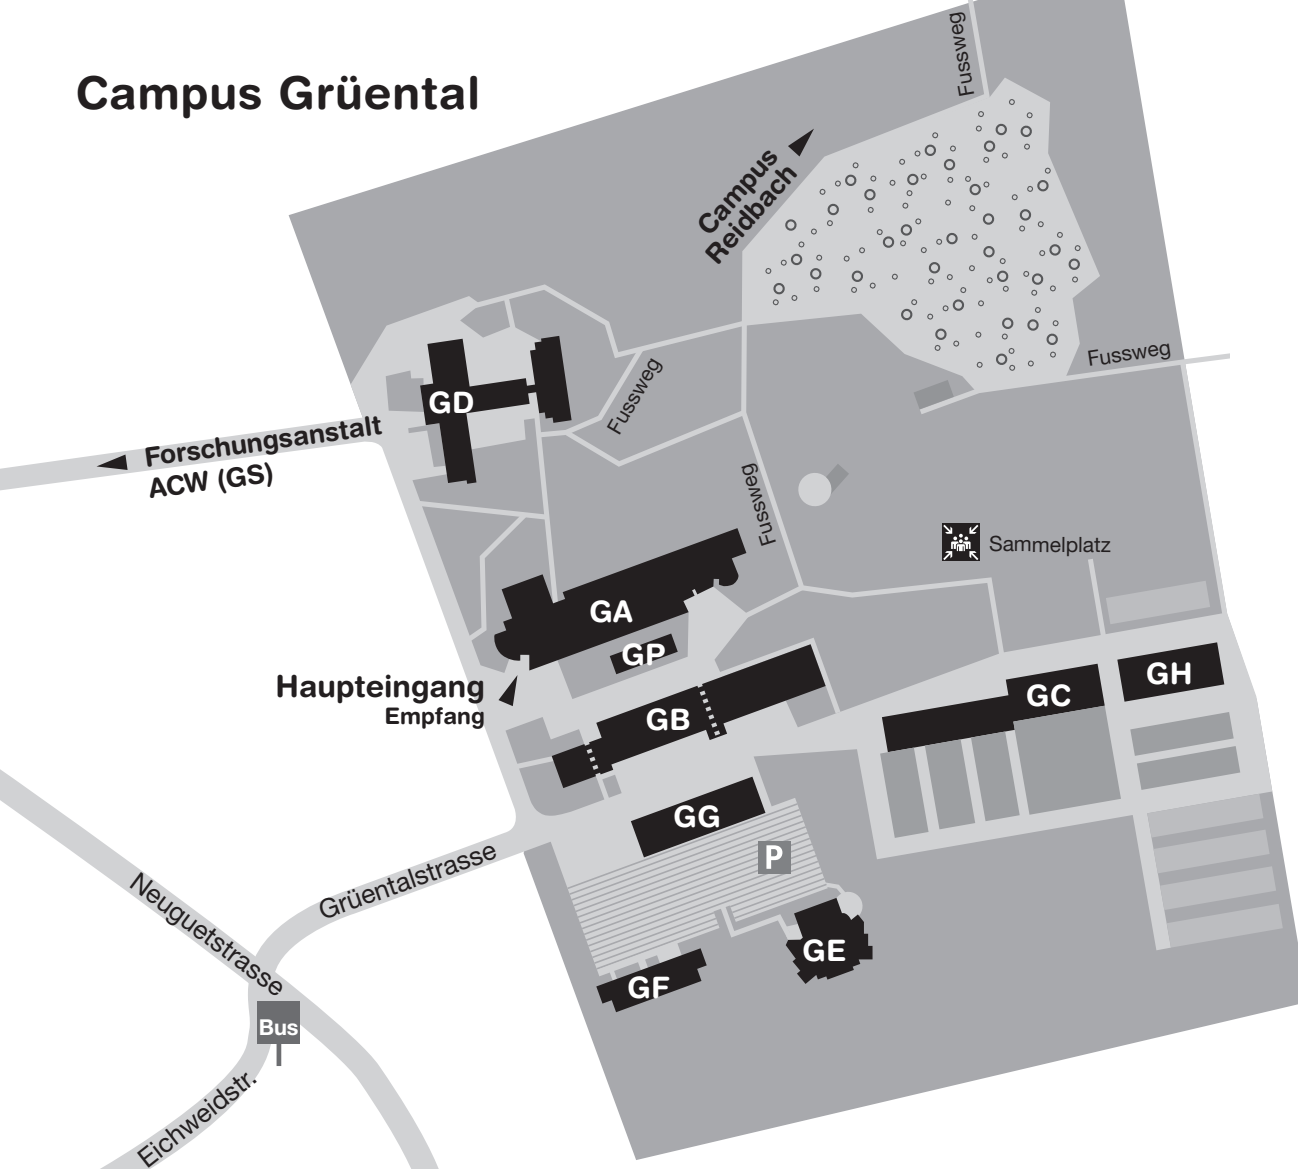 Campus Grüental
Fussweg
Campus
Reidbach
Fussweg
Fussweg
GD
Forschungsanstalt
ACW (GS)
Fussweg
Sammelplatz
GA
GP
Haupteingang
Empfang
GH
GC
GB
GG
P
Grüentalstrasse
Neuguetstrasse
GE
GF
Bus
Eichweidstr.